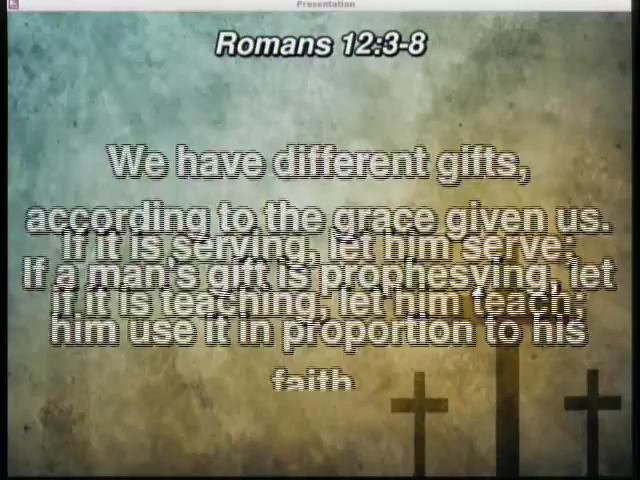 Presentation
Romans 12:3-8
We have different gifts,
according to the grace given us.
If it is serving, let him serve;
If a man's gift is prophesying, let
if it is teaching, let him teach;
him use it in proportion to his
faith